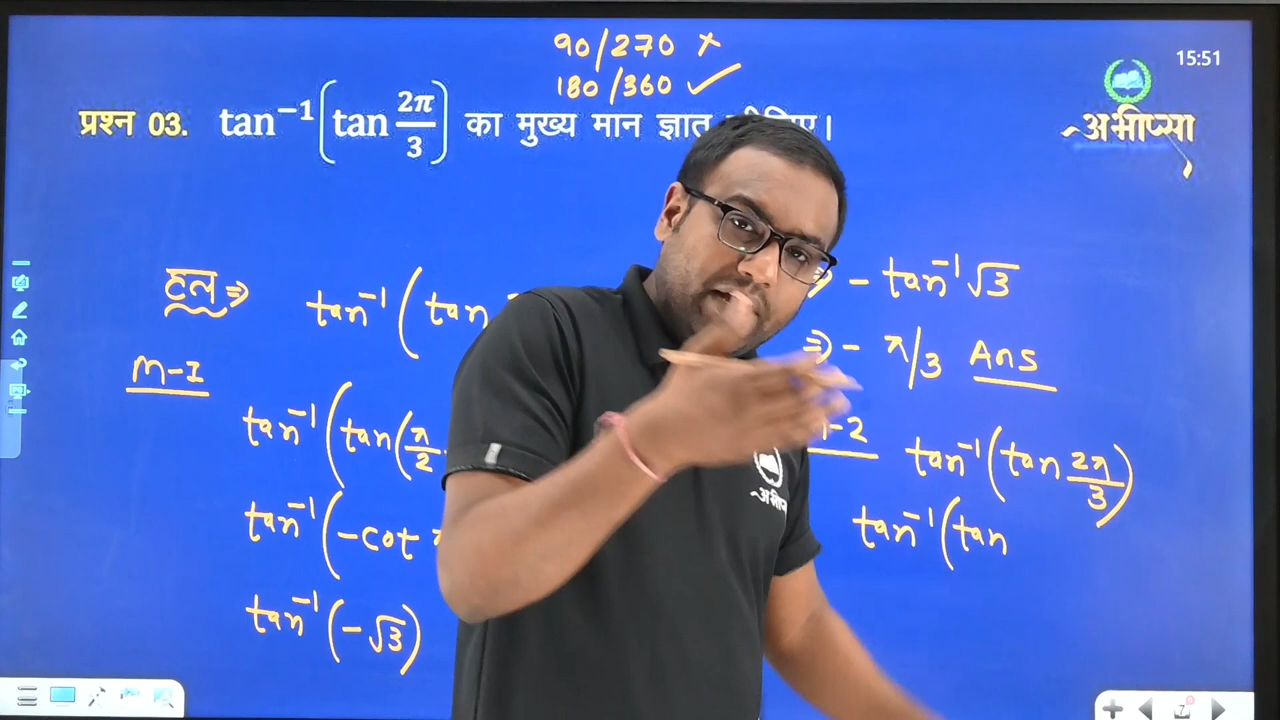 90/270 ×
180/360 ✓
15:51
प्रश्न 03. tan⁻¹(tan 2π/3) का मुख्य मान ज्ञात
अभीप्सा
हल ⇒ tan⁻¹(tan
M-I
tan⁻¹(tan(π/2
tan⁻¹(-cot
tan⁻¹(-√3)
⇒ - tan⁻¹√3
⇒ - π/3 Ans
-2 tan⁻¹(tan 2π/3)
tan⁻¹(tan